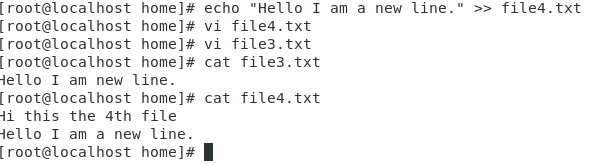 [root@localhost home]# echo "Hello I am a new line." >> file4.txt
[root@localhost home]# vi file4.txt
[root@localhost home]# vi file3.txt
[root@localhost home]# cat file3.txt
Hello I am new line.
[root@localhost home]# cat file4.txt
Hi this the 4th file
Hello I am a new line.
[root@localhost home]#